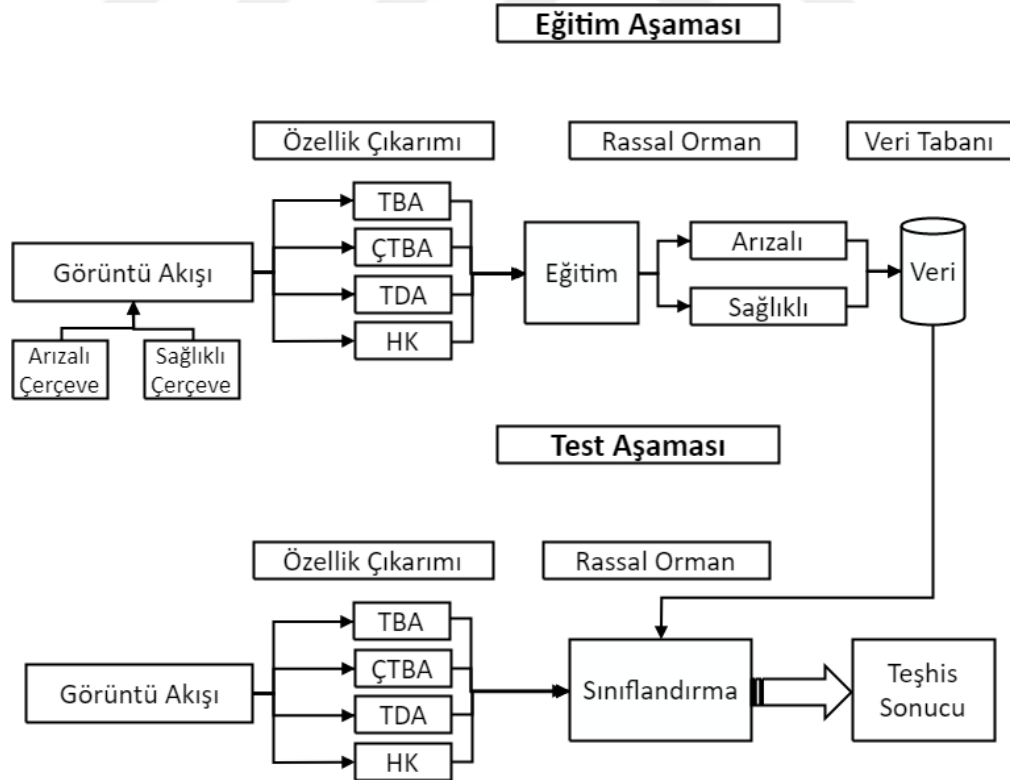 Eğitim Aşaması
Özellik Çıkarımı
Rassal Orman
Veri Tabanı
TBA
ÇTBA
TDA
HK
Görüntü Akışı
Arızalı
Çerçeve
Sağlıklı
Çerçeve
Eğitim
Arızalı
Sağlıklı
Veri
Test Aşaması
Özellik Çıkarımı
Rassal Orman
TBA
ÇTBA
TDA
HK
Görüntü Akışı
Sınıflandırma
Teşhis
Sonucu